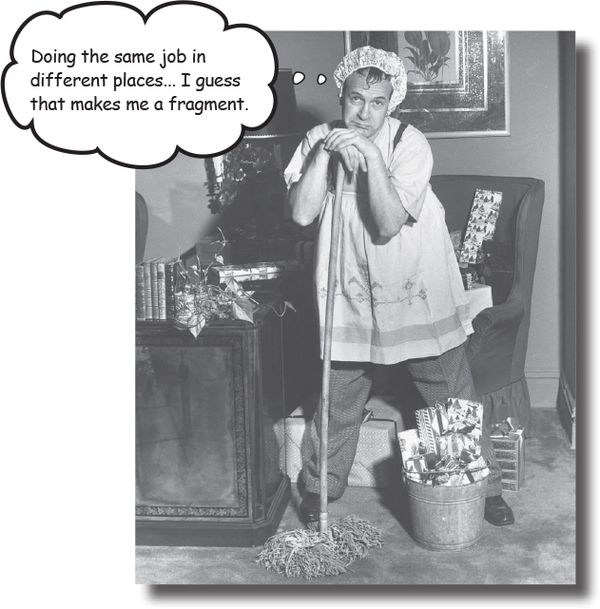 Doing the same job in
different places... I guess
that makes me a fragment.